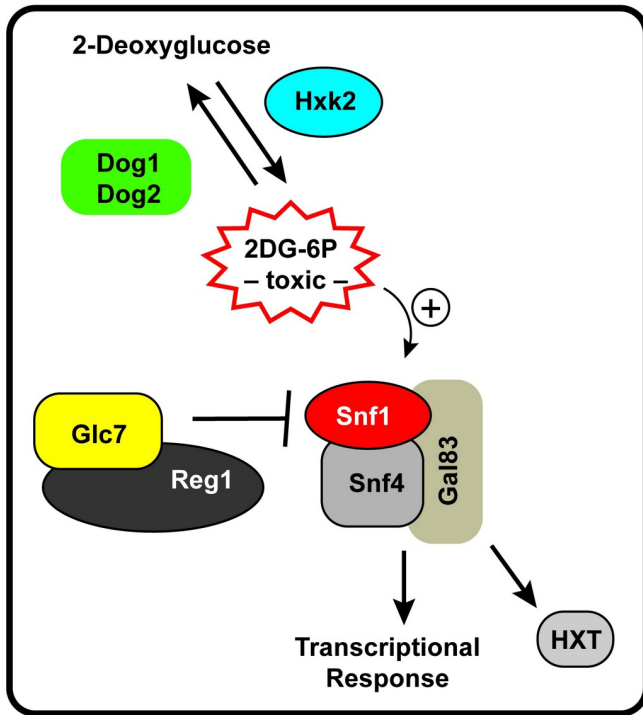 2-Deoxyglucose
Hxk2
Dog1
Dog2
2DG-6P
– toxic –
+
Glc7
Reg1
Snf1
Snf4
Gal83
Transcriptional
Response
HXT